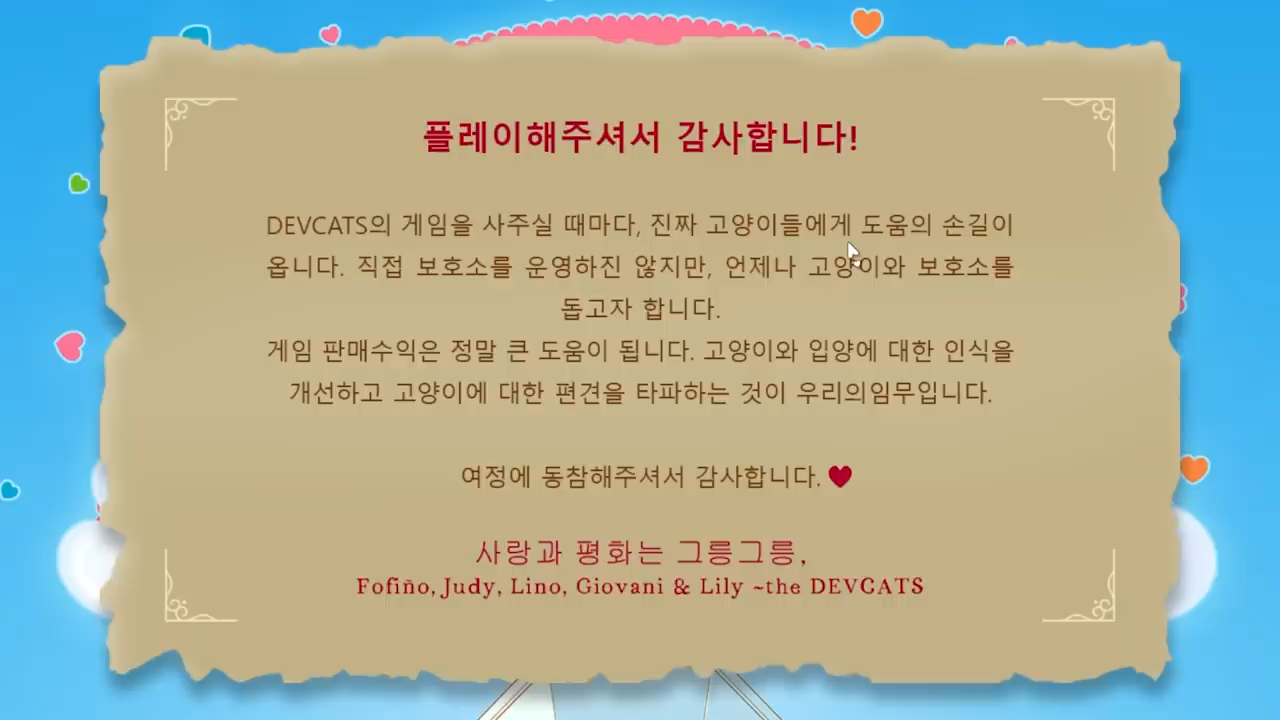 플레이해주셔서 감사합니다!
DEVCATS의 게임을 사주실 때마다, 진짜 고양이들에게 도움의 손길이
옵니다. 직접 보호소를 운영하진 않지만, 언제나 고양이와 보호소를
돕고자 합니다.
게임 판매수익은 정말 큰 도움이 됩니다. 고양이와 입양에 대한 인식을
개선하고 고양이에 대한 편견을 타파하는 것이 우리의임무입니다.
여정에 동참해주셔서 감사합니다.♥
사랑과 평화는 그릉그릉,
Fofiño, Judy, Lino, Giovani & Lily ~the DEVCATS